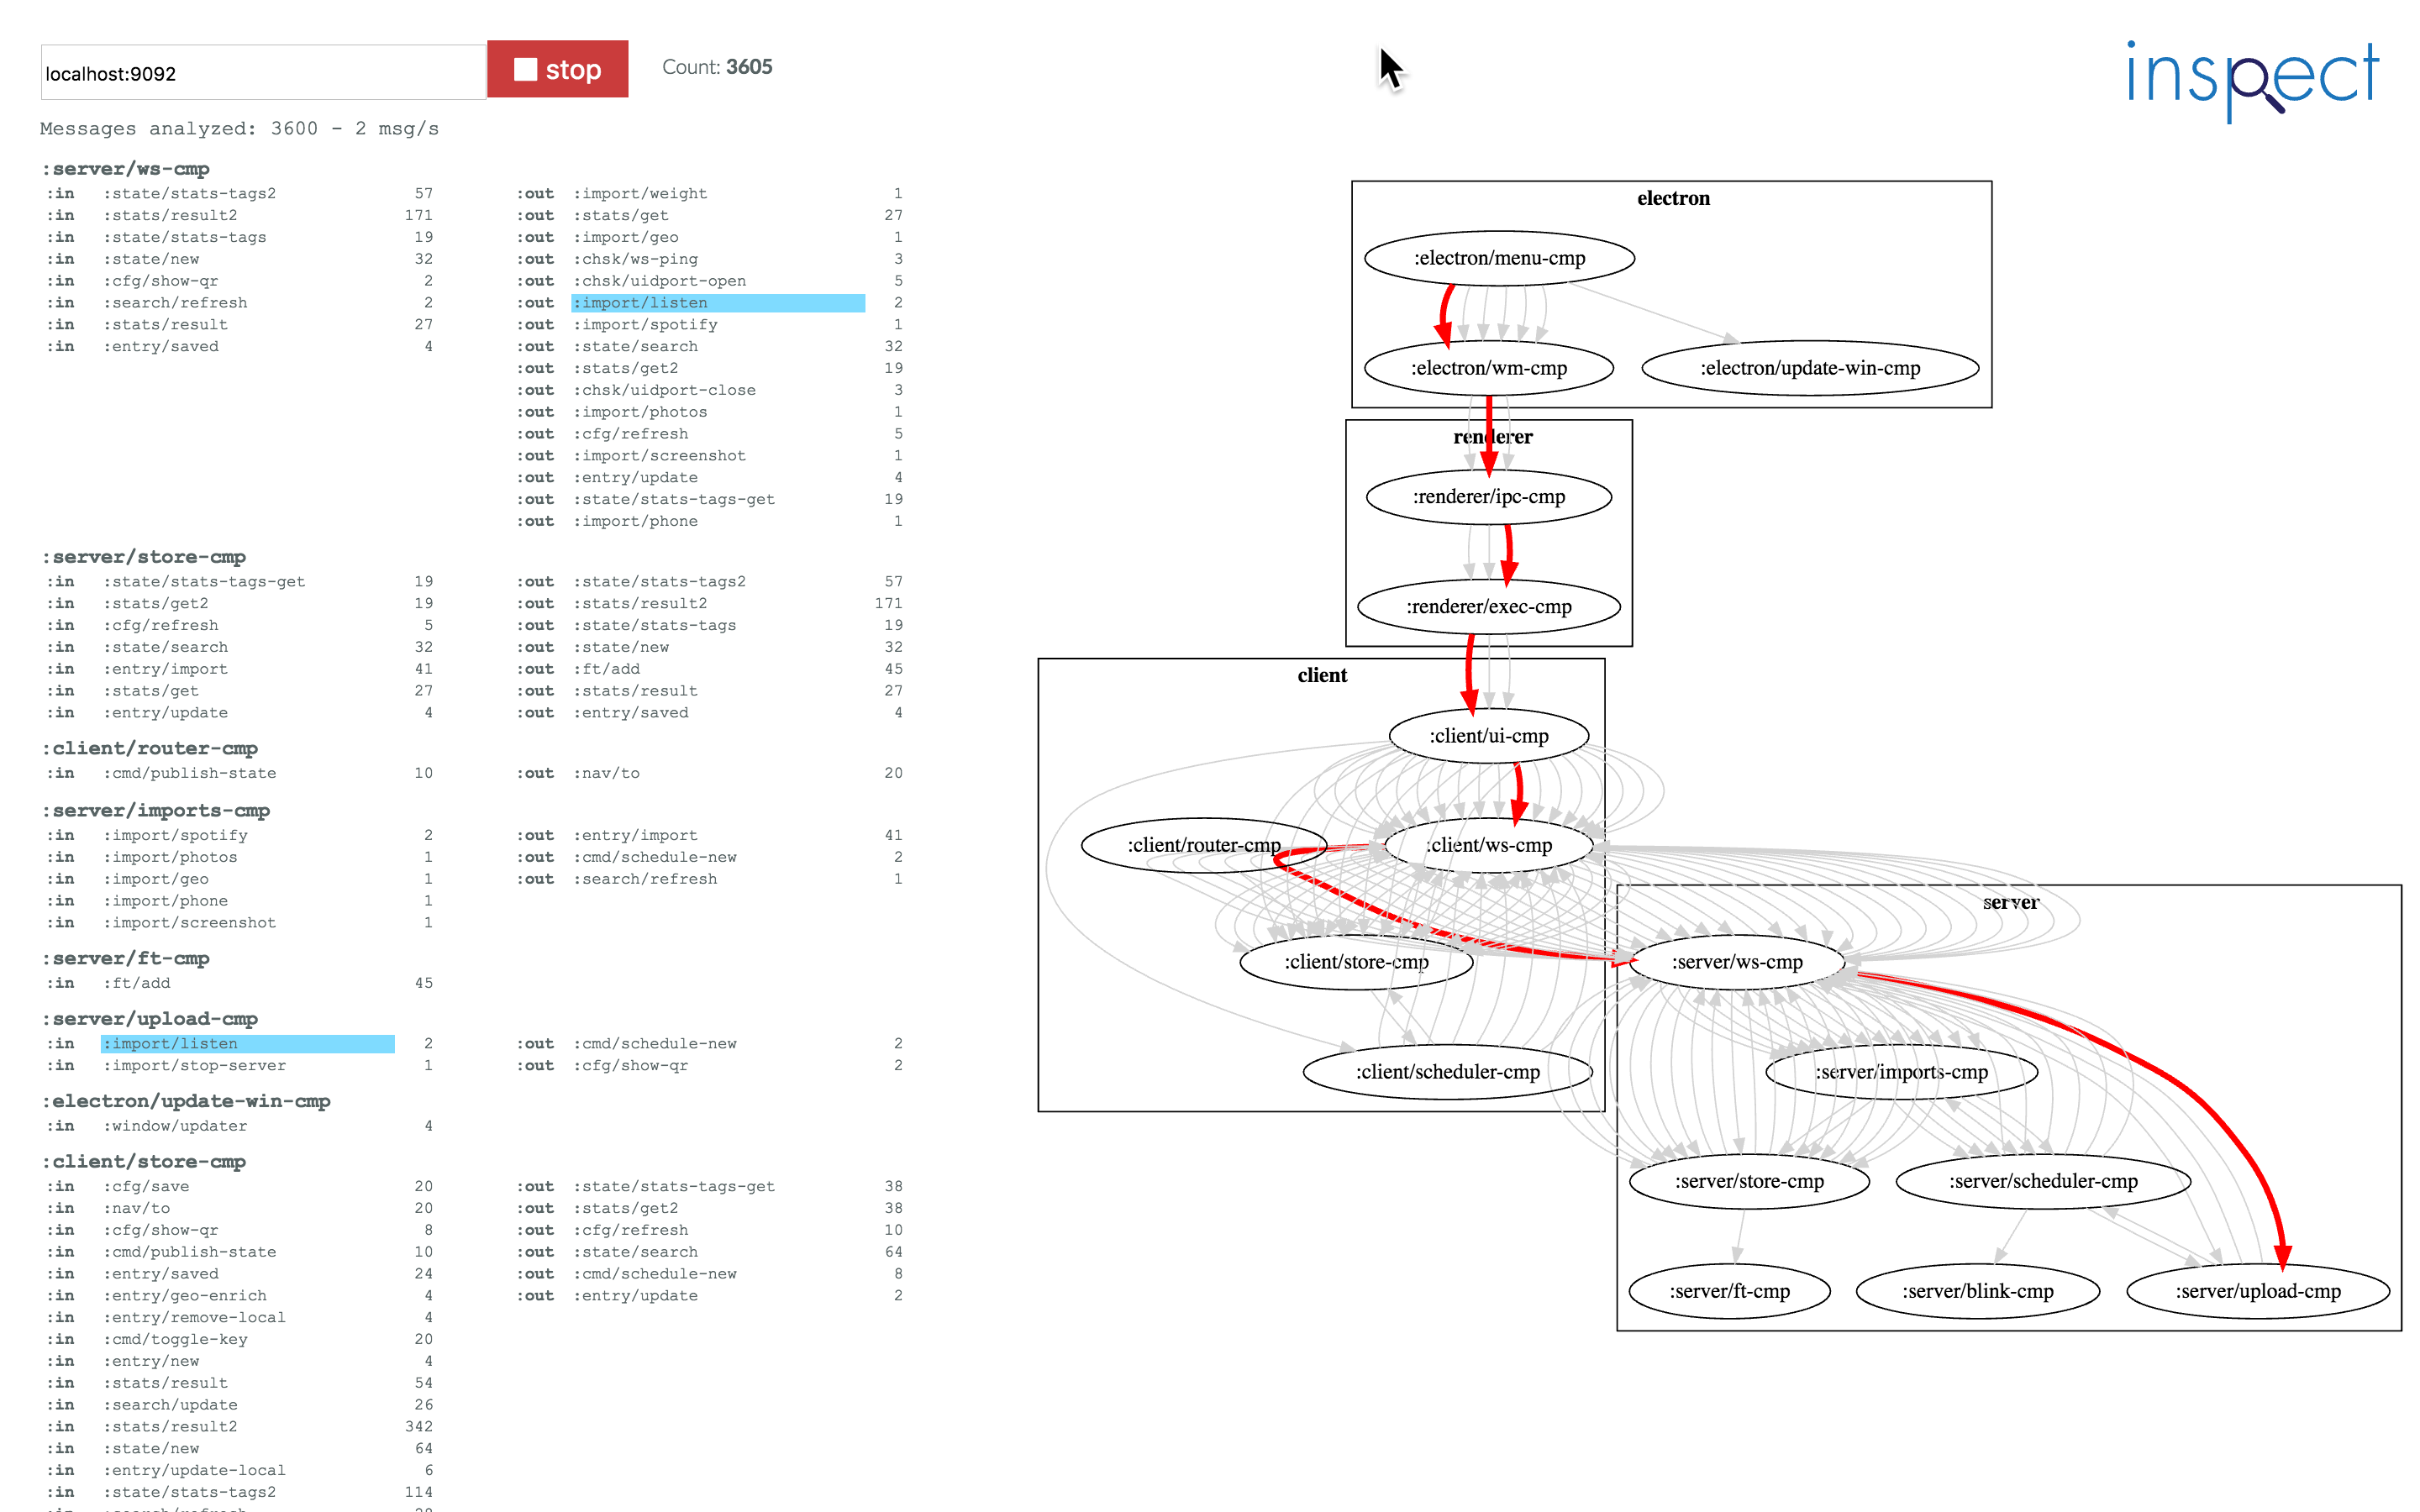 localhost:9092
stop
Count: 3605
inspect
Messages analyzed: 3600 - 2 msg/s
:server/ws-cmp
:in :state/stats-tags2 57 :out :import/weight 1
:in :stats/result2 171 :out :stats/get 27
:in :state/stats-tags 19 :out :import/geo 1
:in :state/new 32 :out :chsk/ws-ping 3
:in :cfg/show-qr 2 :out :chsk/uidport-open 5
:in :search/refresh 2 :out :import/listen 2
:in :stats/result 27 :out :import/spotify 1
:in :entry/saved 4 :out :state/search 32
:out :stats/get2 19
:out :chsk/uidport-close 3
:out :import/photos 1
:out :cfg/refresh 5
:out :import/screenshot 1
:out :entry/update 4
:out :state/stats-tags-get 19
:out :import/phone 1
:server/store-cmp
:in :state/stats-tags-get 19 :out :state/stats-tags2 57
:in :stats/get2 19 :out :stats/result2 171
:in :cfg/refresh 5 :out :state/stats-tags 19
:in :state/search 32 :out :state/new 32
:in :entry/import 41 :out :ft/add 45
:in :stats/get 27 :out :stats/result 27
:in :entry/update 4 :out :entry/saved 4
:client/router-cmp
:in :cmd/publish-state 10 :out :nav/to 20
:server/imports-cmp
:in :import/spotify 2 :out :entry/import 41
:in :import/photos 1 :out :cmd/schedule-new 2
:in :import/geo 1 :out :search/refresh 1
:in :import/phone 1
:in :import/screenshot 1
:server/ft-cmp
:in :ft/add 45
:server/upload-cmp
:in :import/listen 2 :out :cmd/schedule-new 2
:in :import/stop-server 1 :out :cfg/show-qr 2
:electron/update-win-cmp
:in :window/updater 4
:client/store-cmp
:in :cfg/save 20 :out :state/stats-tags-get 38
:in :nav/to 20 :out :stats/get2 38
:in :cfg/show-qr 8 :out :cfg/refresh 10
:in :cmd/publish-state 10 :out :state/search 64
:in :entry/saved 24 :out :cmd/schedule-new 8
:in :entry/geo-enrich 4 :out :entry/update 2
:in :entry/remove-local 4
:in :cmd/toggle-key 20
:in :entry/new 4
:in :stats/result 54
:in :search/update 26
:in :stats/result2 342
:in :state/new 64
:in :entry/update-local 6
:in :state/stats-tags2 114
electron
:electron/menu-cmp
:electron/wm-cmp
:electron/update-win-cmp
renderer
:renderer/ipc-cmp
:renderer/exec-cmp
client
:client/ui-cmp
:client/router-cmp
:client/ws-cmp
:client/store-cmp
:client/scheduler-cmp
server
:server/ws-cmp
:server/imports-cmp
:server/store-cmp
:server/scheduler-cmp
:server/ft-cmp
:server/blink-cmp
:server/upload-cmp